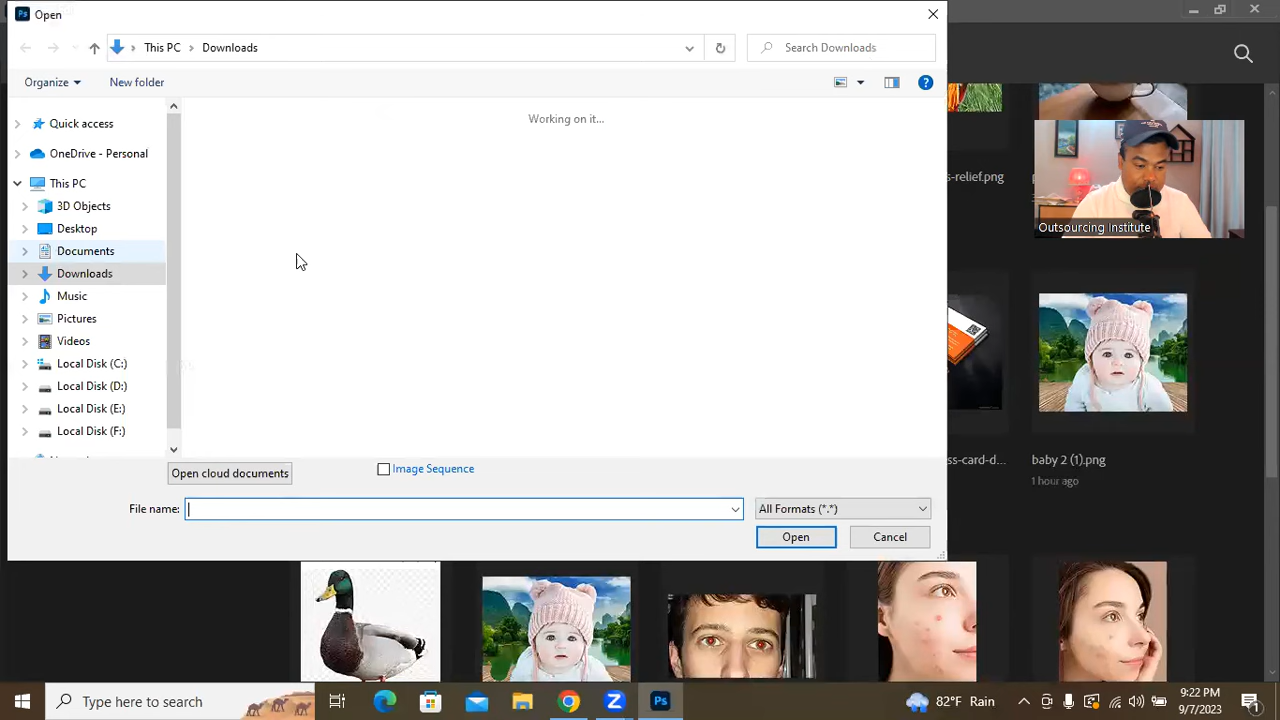 Open
This PC
Downloads
Search Downloads
Organize
New folder
Quick access
OneDrive - Personal
This PC
3D Objects
Desktop
Documents
Downloads
Music
Pictures
Videos
Local Disk (C:)
Local Disk (D:)
Local Disk (E:)
Local Disk (F:)
Working on it...
Open cloud documents
Image Sequence
File name:
All Formats (*.*)
Open
Cancel
s-relief.png
Outsourcing Institute
ss-card-d...
baby 2 (1).png
1 hour ago
Type here to search
82°F Rain
9:22 PM
9/7/2023
1